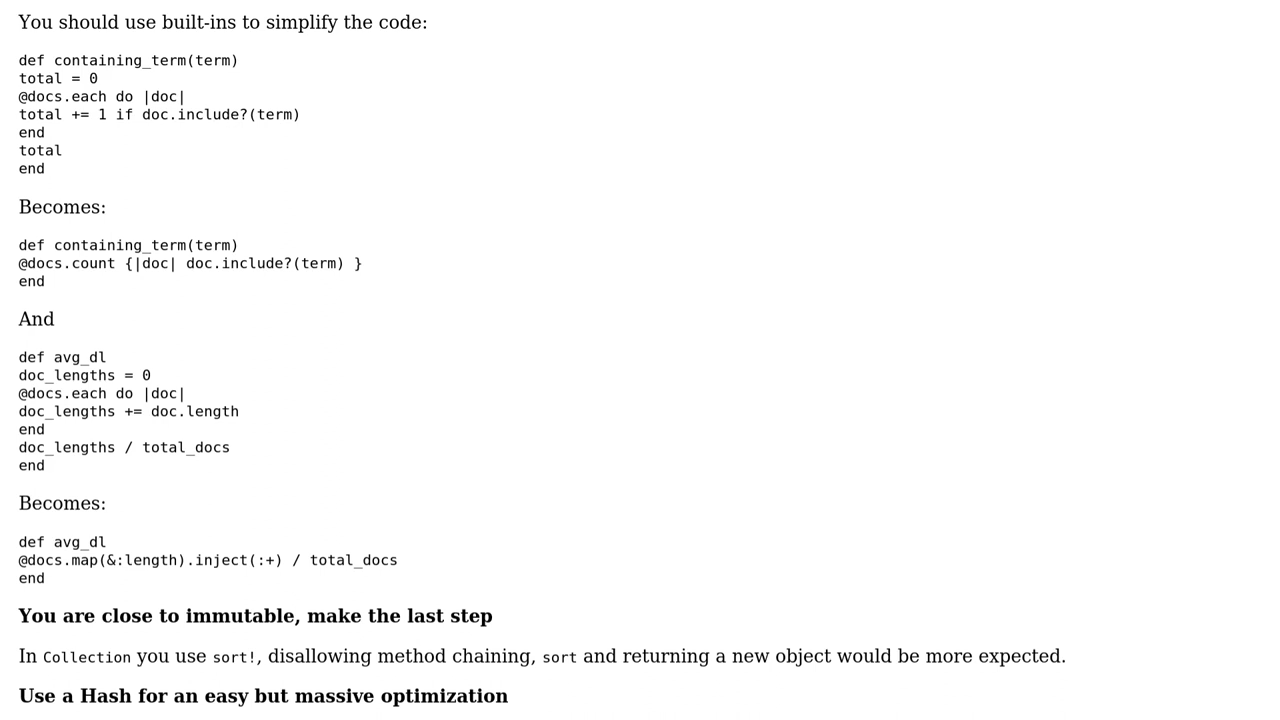 You should use built-ins to simplify the code:
def containing_term(term)
total = 0
@docs.each do |doc|
total += 1 if doc.include?(term)
end
total
end
Becomes:
def containing_term(term)
@docs.count {|doc| doc.include?(term) }
end
And
def avg_dl
doc_lengths = 0
@docs.each do |doc|
doc_lengths += doc.length
end
doc_lengths / total_docs
end
Becomes:
def avg_dl
@docs.map(&:length).inject(:+) / total_docs
end
You are close to immutable, make the last step
In Collection you use sort!, disallowing method chaining, sort and returning a new object would be more expected.
Use a Hash for an easy but massive optimization